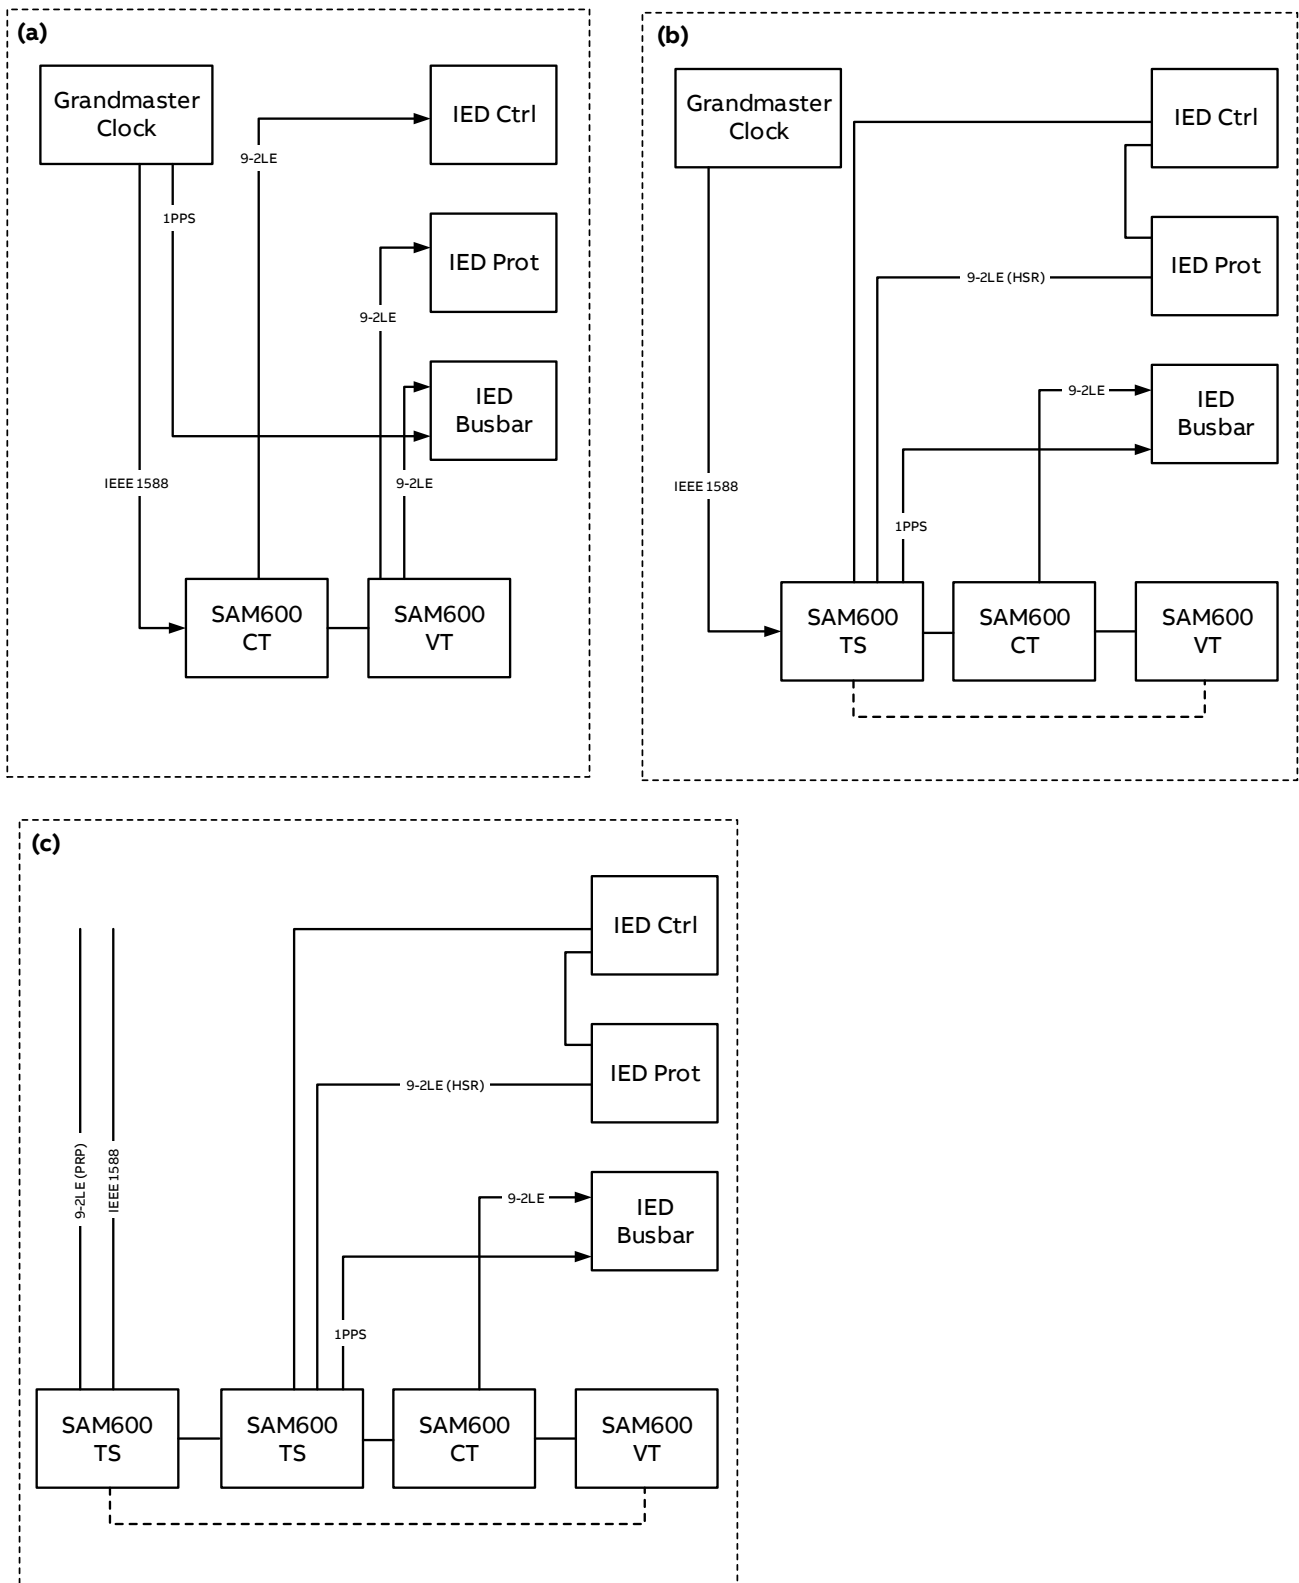 (a)
Grandmaster
Clock
IED Ctrl
9-2LE
1PPS
IED Prot
9-2LE
IED
Busbar
IEEE 1588
9-2LE
SAM600
CT
SAM600
VT
(b)
Grandmaster
Clock
IED Ctrl
IED Prot
9-2LE (HSR)
9-2LE
IED
Busbar
IEEE 1588
1PPS
SAM600
TS
SAM600
CT
SAM600
VT
(c)
IED Ctrl
IED Prot
9-2LE (HSR)
9-2LE (PRP)
IEEE 1588
9-2LE
IED
Busbar
1PPS
SAM600
TS
SAM600
TS
SAM600
CT
SAM600
VT